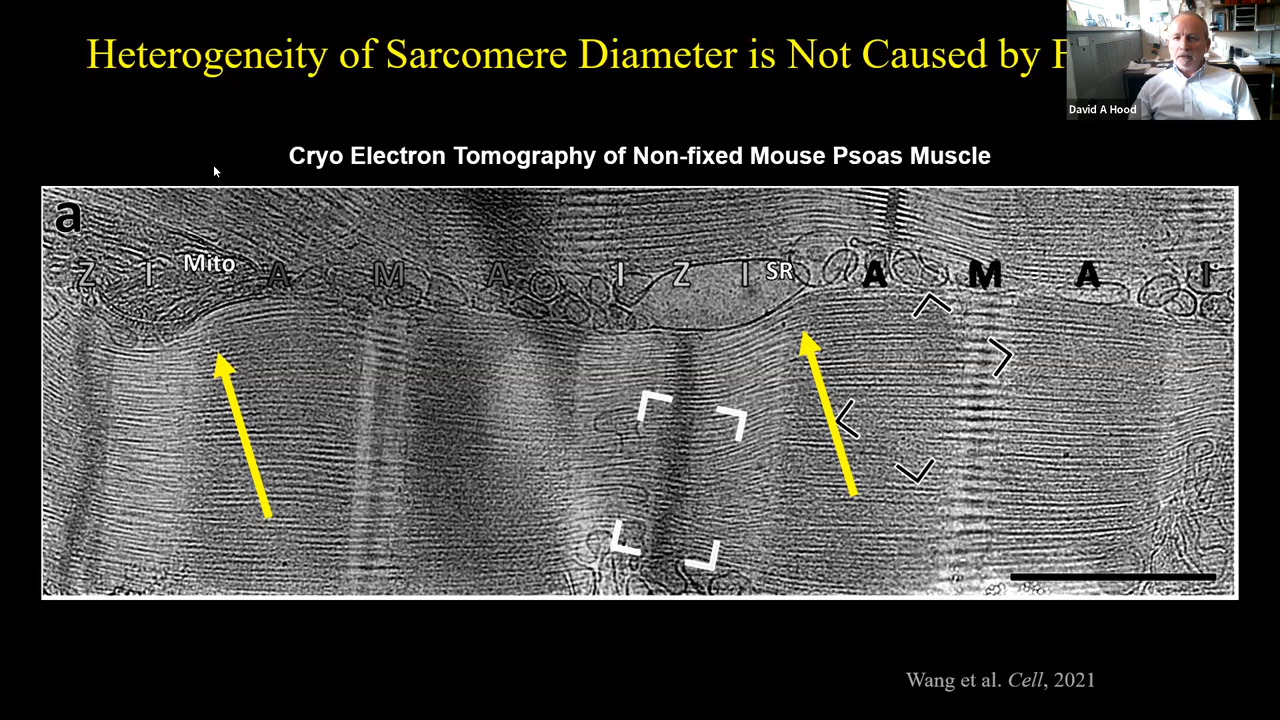 Heterogeneity of Sarcomere Diameter is Not Caused by
David A Hood
Cryo Electron Tomography of Non-fixed Mouse Psoas Muscle
a
Z I Mito A M A I Z I SR A M A I
Wang et al. Cell, 2021